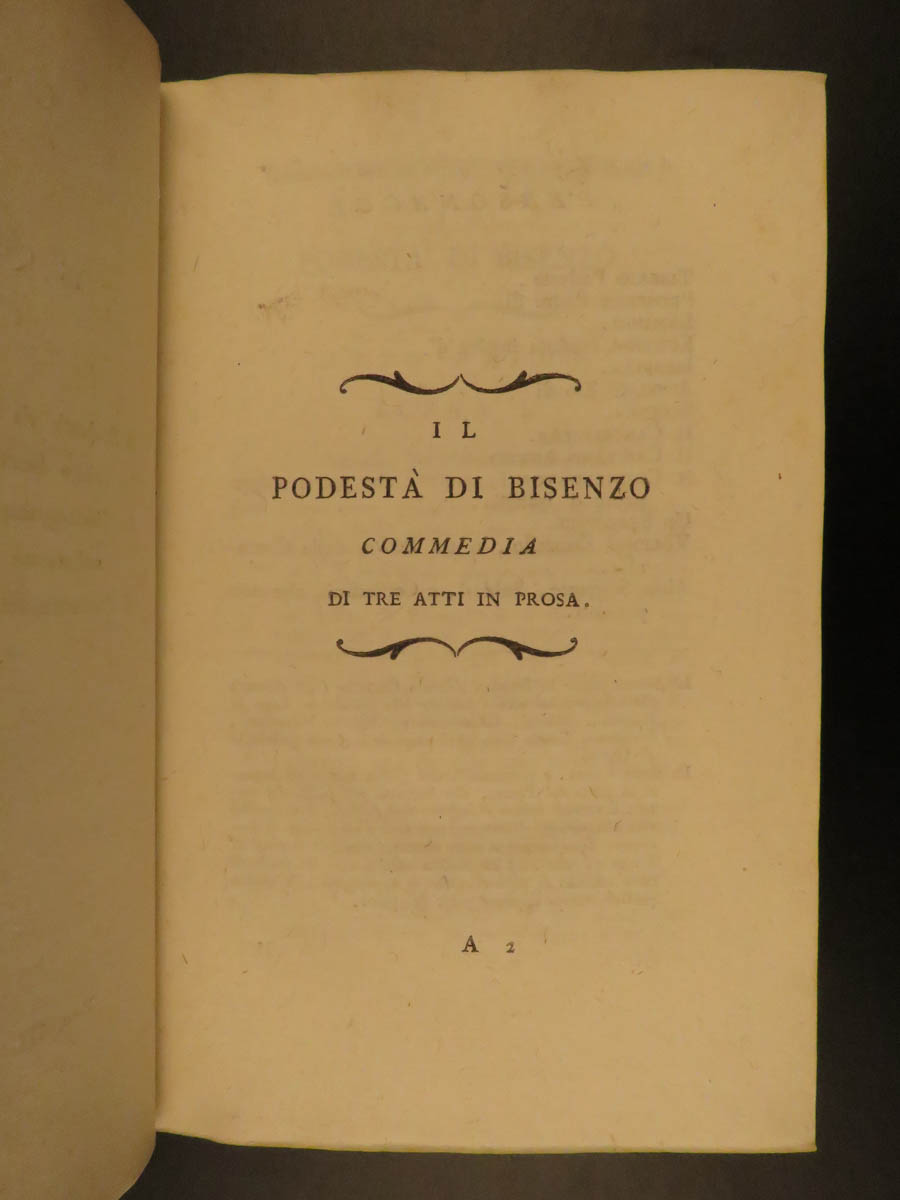 IL
PODESTÀ DI BISENZO
COMMEDIA
DI TRE ATTI IN PROSA.
A 2